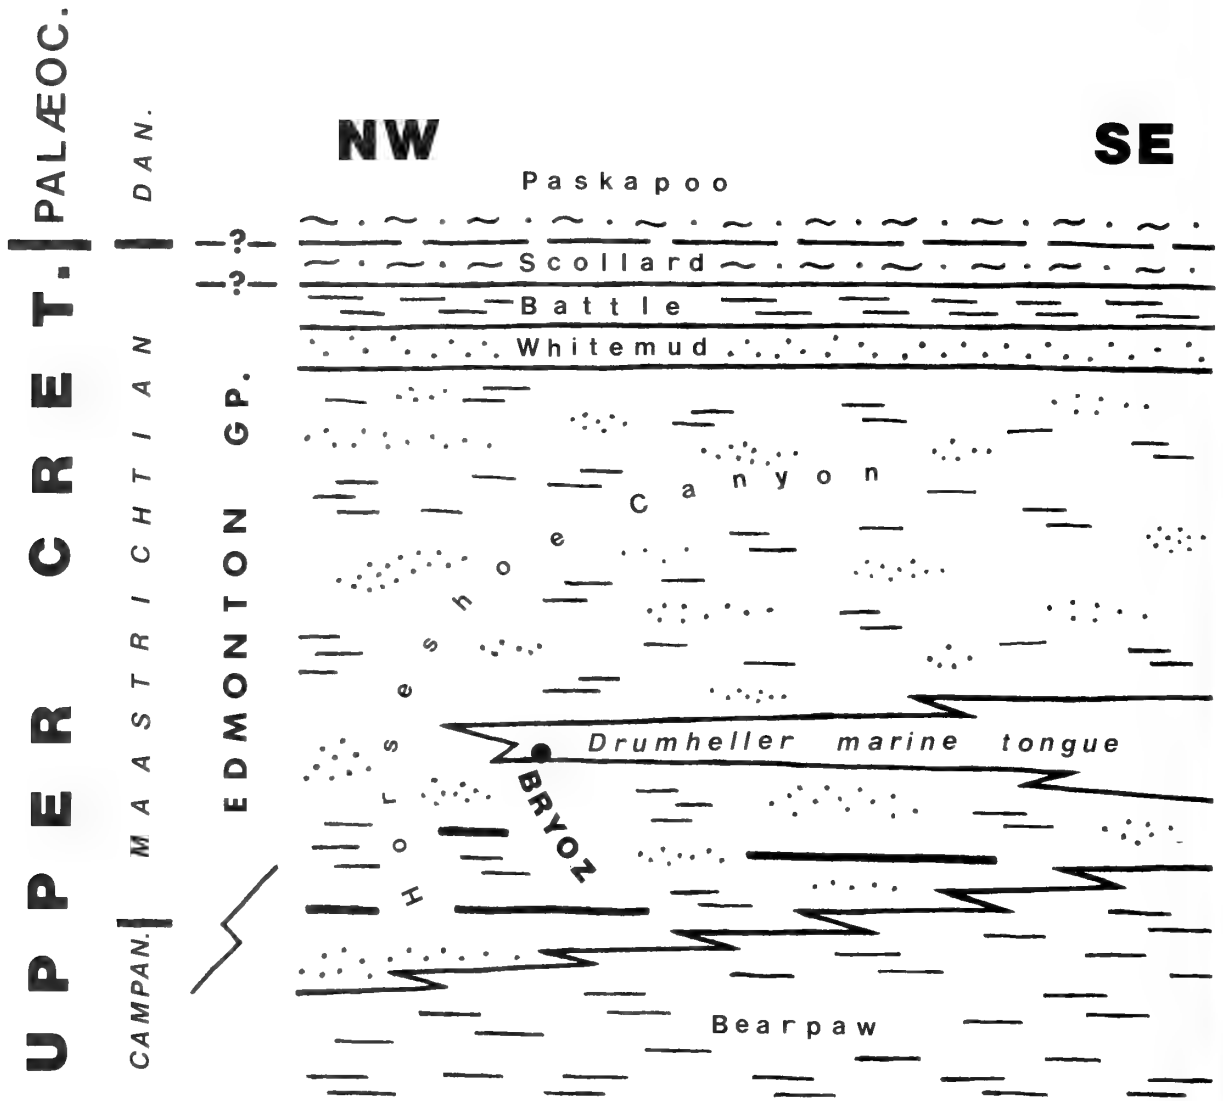 PALÆOC.
UPPER CRET.
DAN.
MAASTRICHTIAN
CAMPAN.
EDMONTON GP.
—?—
—?—
NW
SE
Paskapoo
Scollard
Battle
Whitemud
Horseshoe Canyon
Drumheller marine tongue
BRYOZ
Bearpaw